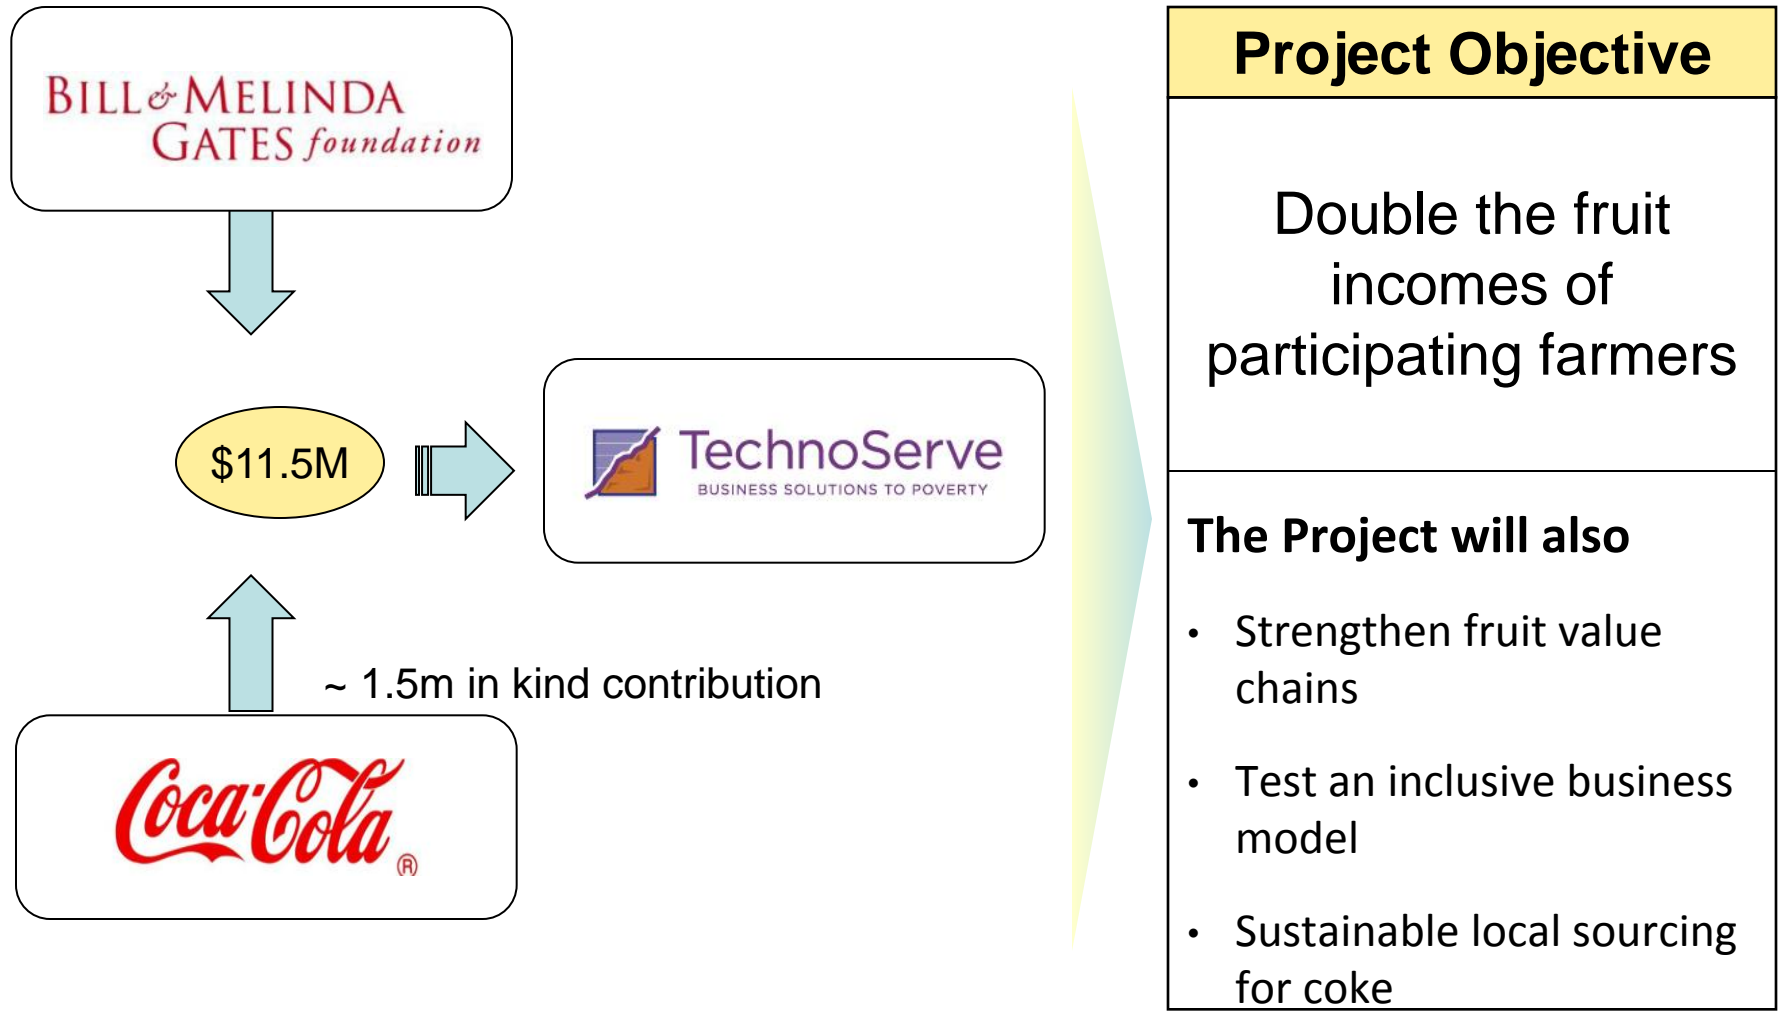 BILL & MELINDA
GATES foundation
$11.5M
TechnoServe
BUSINESS SOLUTIONS TO POVERTY
~ 1.5m in kind contribution
Coca-Cola
®
Project Objective
Double the fruit
incomes of
participating farmers
The Project will also
• Strengthen fruit value
chains
• Test an inclusive business
model
• Sustainable local sourcing
for coke